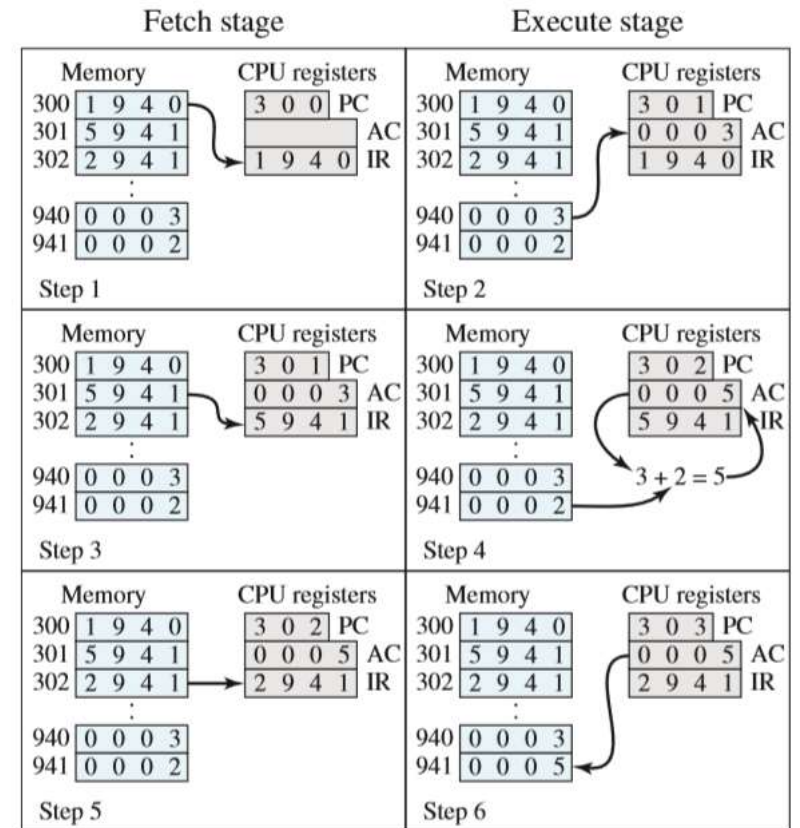 Fetch stage Execute stage
Memory CPU registers
300 1 9 4 0 3 0 0 PC
301 5 9 4 1 AC
302 2 9 4 1 1 9 4 0 IR
⋮
940 0 0 0 3
941 0 0 0 2
Step 1
Memory CPU registers
300 1 9 4 0 3 0 1 PC
301 5 9 4 1 0 0 0 3 AC
302 2 9 4 1 1 9 4 0 IR
⋮
940 0 0 0 3
941 0 0 0 2
Step 2
Memory CPU registers
300 1 9 4 0 3 0 1 PC
301 5 9 4 1 0 0 0 3 AC
302 2 9 4 1 5 9 4 1 IR
⋮
940 0 0 0 3
941 0 0 0 2
Step 3
Memory CPU registers
300 1 9 4 0 3 0 2 PC
301 5 9 4 1 0 0 0 5 AC
302 2 9 4 1 5 9 4 1 IR
⋮
940 0 0 0 3 3 + 2 = 5
941 0 0 0 2
Step 4
Memory CPU registers
300 1 9 4 0 3 0 2 PC
301 5 9 4 1 0 0 0 5 AC
302 2 9 4 1 2 9 4 1 IR
⋮
940 0 0 0 3
941 0 0 0 2
Step 5
Memory CPU registers
300 1 9 4 0 3 0 3 PC
301 5 9 4 1 0 0 0 5 AC
302 2 9 4 1 2 9 4 1 IR
⋮
940 0 0 0 3
941 0 0 0 5
Step 6